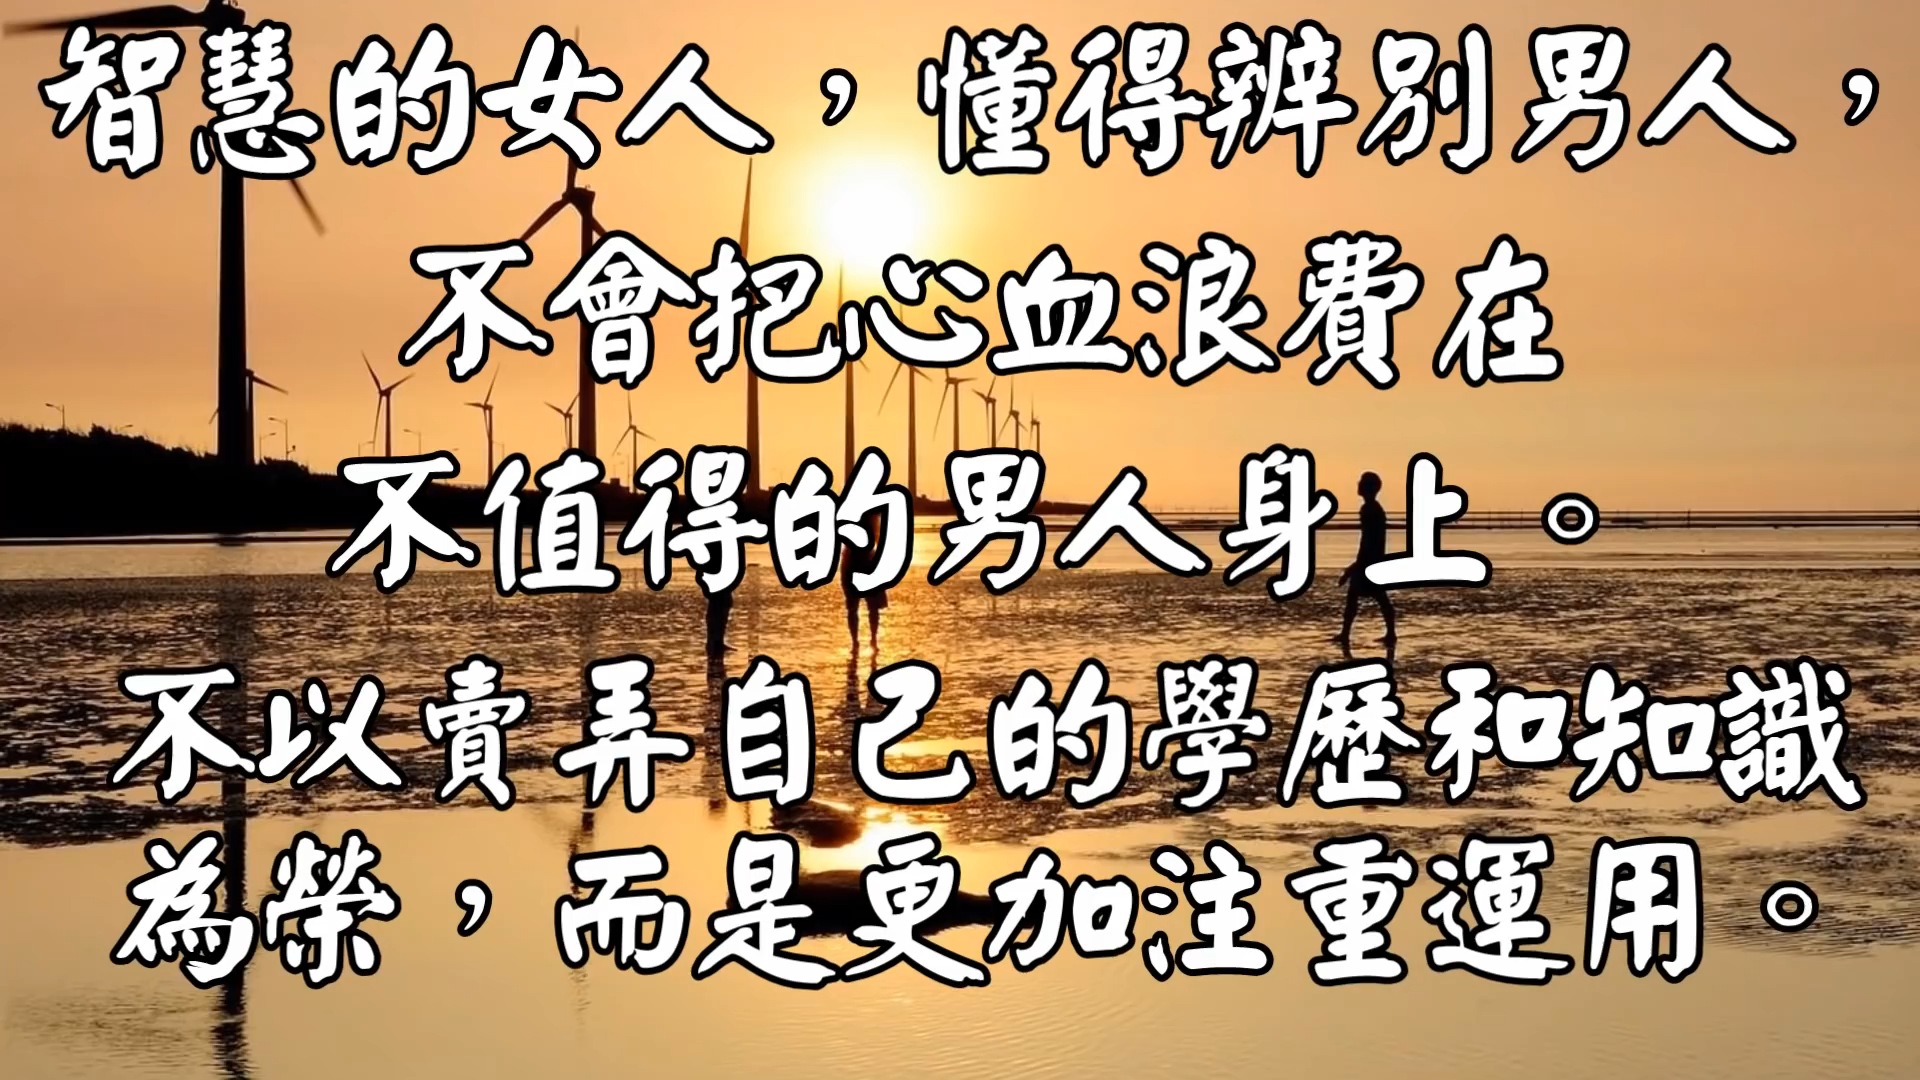 智慧的女人，懂得辨別男人，
不會把心血浪費在
不值得的男人身上。
不以賣弄自己的學歷和知識
為榮，而是更加注重運用。